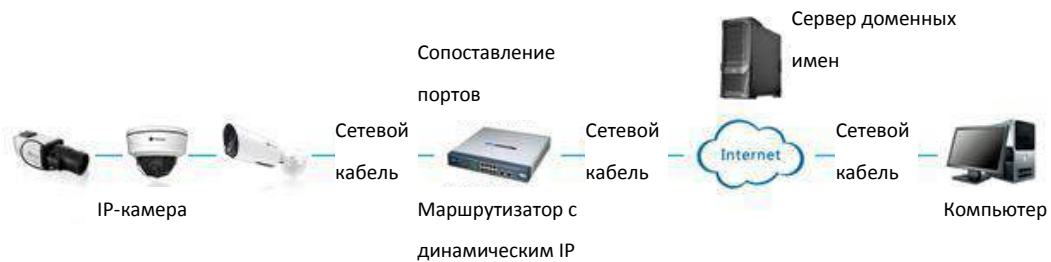 Сервер доменных
имен
Сопоставление
портов
Сетевой
кабель
Сетевой
кабель
Internet
Сетевой
кабель
IP-камера
Маршрутизатор с
динамическим IP
Компьютер